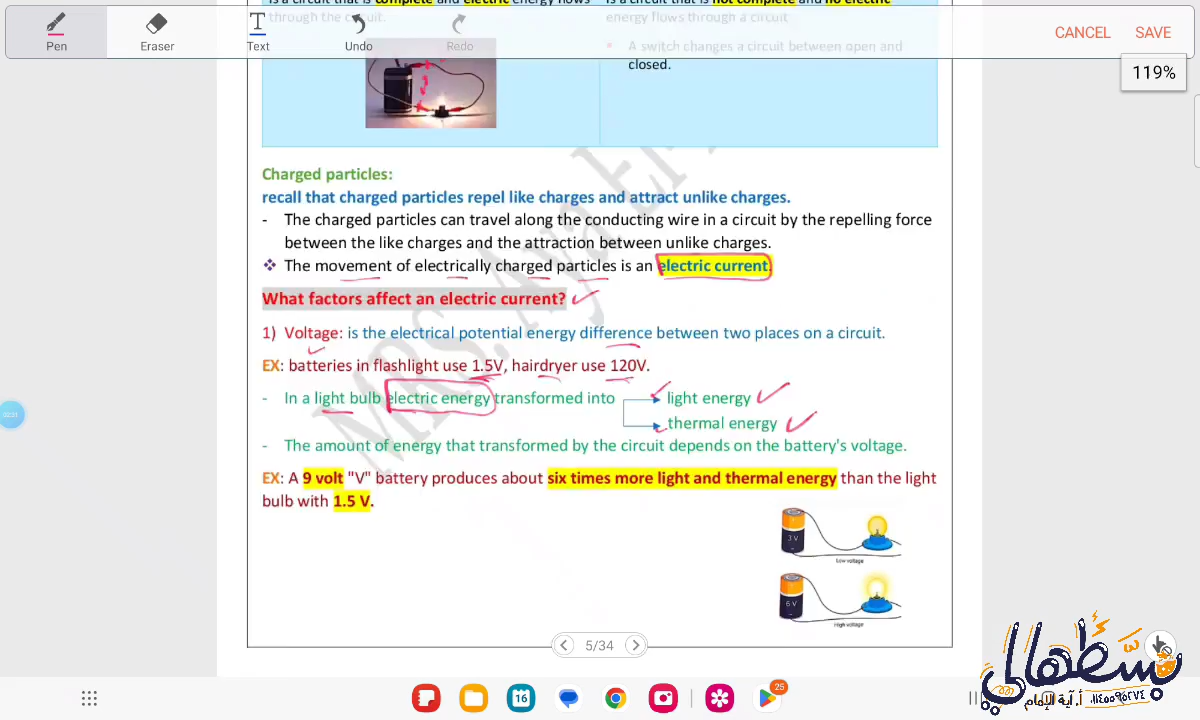 is a circuit that is complete and electric energy flows
through the circuit.
is a circuit that is not complete and no electric
energy flows through a circuit
A switch changes a circuit between open and
closed.
Pen
Eraser
T
Text
Undo
Redo
CANCEL
SAVE
119%
Charged particles:
recall that charged particles repel like charges and attract unlike charges.
- The charged particles can travel along the conducting wire in a circuit by the repelling force
between the like charges and the attraction between unlike charges.
❖ The movement of electrically charged particles is an electric current.
What factors affect an electric current?
1) Voltage: is the electrical potential energy difference between two places on a circuit.
EX: batteries in flashlight use 1.5V, hairdryer use 120V.
- In a light bulb electric energy transformed into
light energy
thermal energy
- The amount of energy that transformed by the circuit depends on the battery's voltage.
EX: A 9 volt "V" battery produces about six times more light and thermal energy than the light
bulb with 1.5 V.
3 V
Low voltage
6 V
High voltage
MRS. Aya
5/34
16
25
أ. آية الإمام